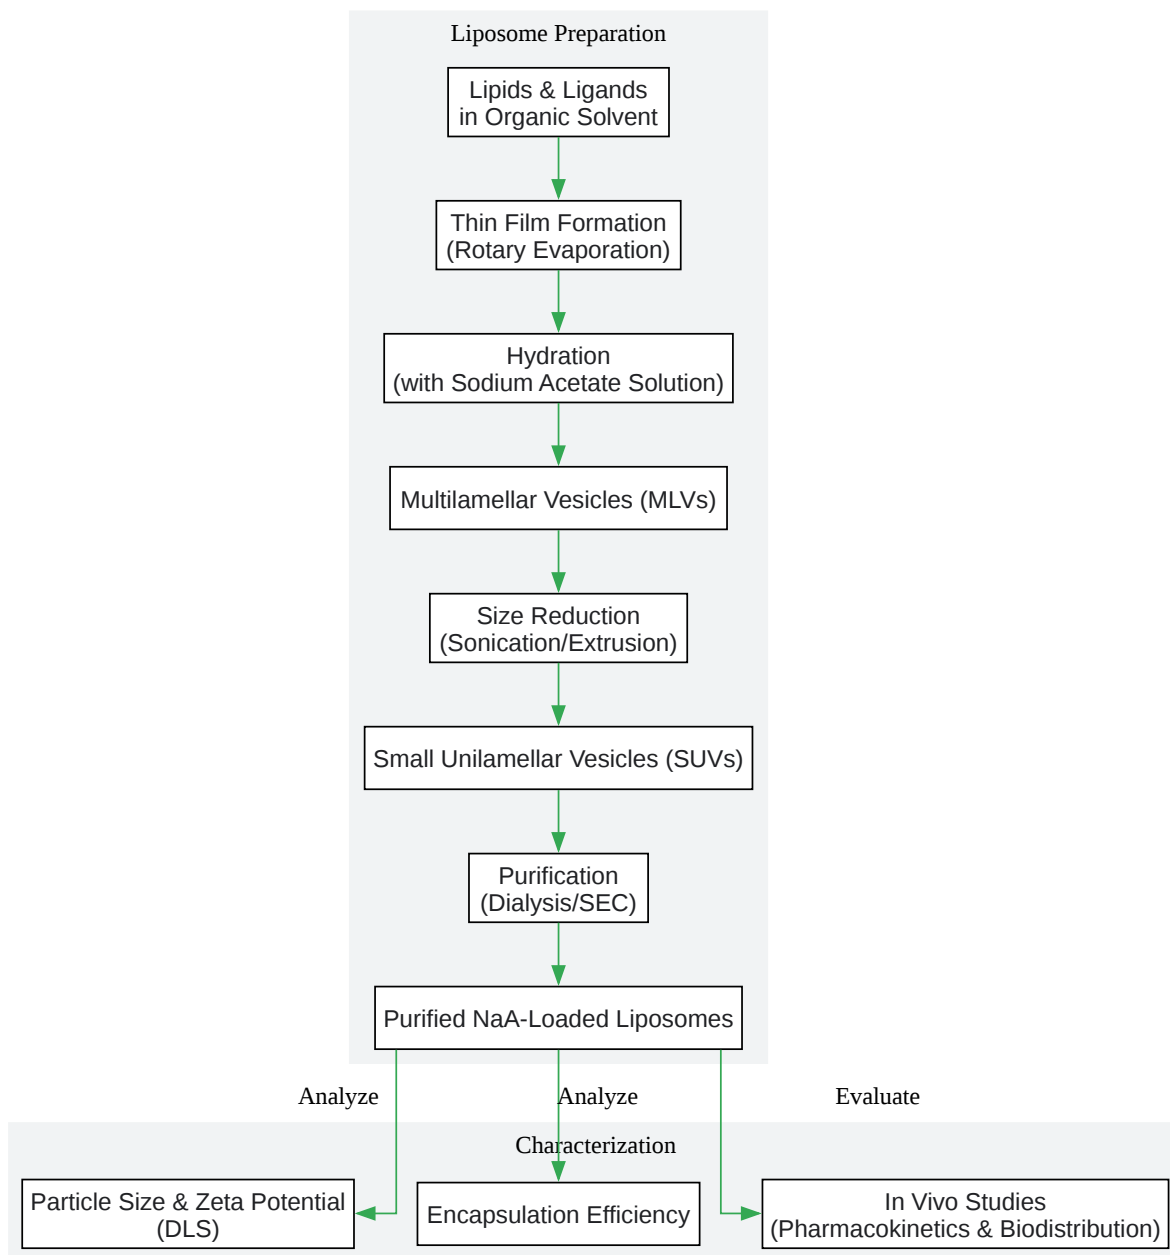 Liposome Preparation
Lipids & Ligands
in Organic Solvent
Thin Film Formation
(Rotary Evaporation)
Hydration
(with Sodium Acetate Solution)
Multilamellar Vesicles (MLVs)
Size Reduction
(Sonication/Extrusion)
Small Unilamellar Vesicles (SUVs)
Purification
(Dialysis/SEC)
Purified NaA-Loaded Liposomes
Analyze
Analyze
Evaluate
Characterization
Particle Size & Zeta Potential
(DLS)
Encapsulation Efficiency
In Vivo Studies
(Pharmacokinetics & Biodistribution)